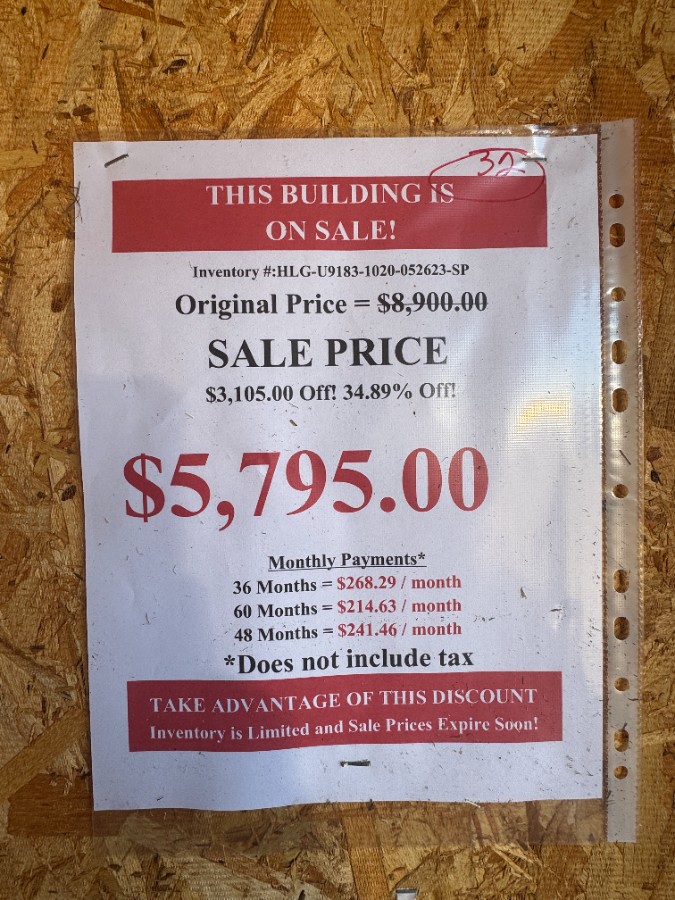 32
THIS BUILDING IS
ON SALE!
Inventory #:HLG-U9183-1020-052623-SP
Original Price = $8,900.00
SALE PRICE
$3,105.00 Off! 34.89% Off!
$5,795.00
Monthly Payments*
36 Months = $268.29 / month
60 Months = $214.63 / month
48 Months = $241.46 / month
*Does not include tax
TAKE ADVANTAGE OF THIS DISCOUNT
Inventory is Limited and Sale Prices Expire Soon!